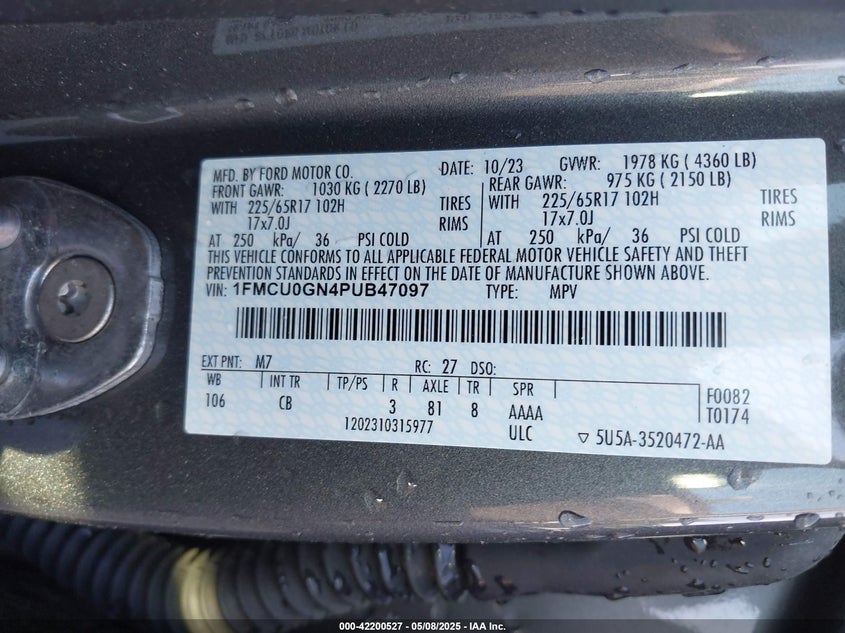 MFD. BY FORD MOTOR CO. DATE: 10/23 GVWR: 1978 KG ( 4360 LB)
FRONT GAWR: 1030 KG ( 2270 LB) REAR GAWR: 975 KG ( 2150 LB)
WITH 225/65R17 102H TIRES WITH 225/65R17 102H TIRES
17x7.0J RIMS 17x7.0J RIMS
AT 250 kPa/ 36 PSI COLD AT 250 kPa/ 36 PSI COLD
THIS VEHICLE CONFORMS TO ALL APPLICABLE FEDERAL MOTOR VEHICLE SAFETY AND THEFT
PREVENTION STANDARDS IN EFFECT ON THE DATE OF MANUFACTURE SHOWN ABOVE.
VIN: 1FMCU0GN4PUB47097 TYPE: MPV
EXT PNT: M7 RC: 27 DSO:
WB INT TR TP/PS R AXLE TR SPR F0082
106 CB 3 81 8 AAAA T0174
1202310315977 ULC ▽ 5U5A-3520472-AA
000-42200527 - 05/08/2025 - IAA Inc.